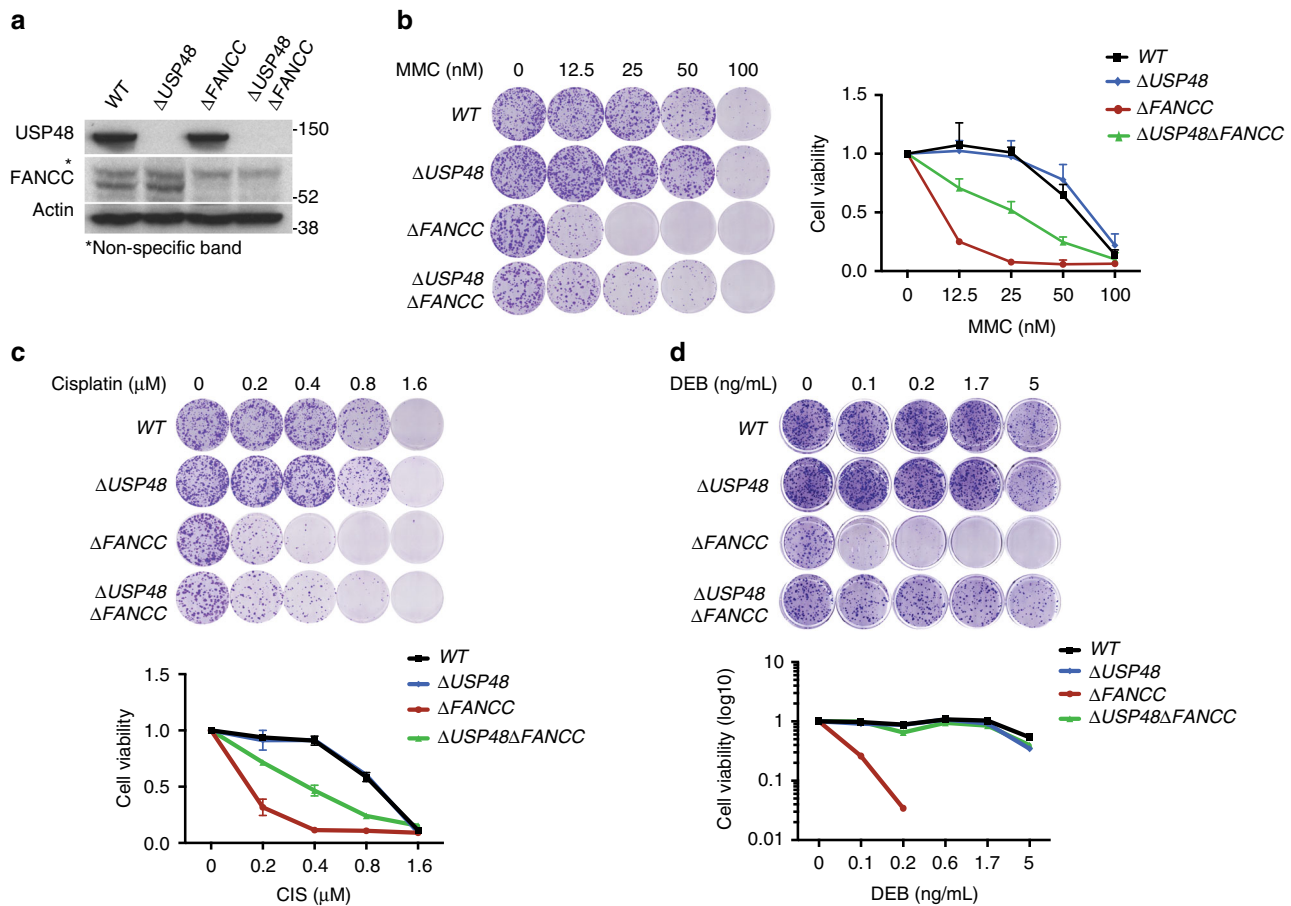 a
WT
ΔUSP48
ΔFANCC
ΔUSP48
ΔFANCC
USP48
-150
*
FANCC
-52
Actin
-38
*Non-specific band
b
MMC (nM) 0 12.5 25 50 100
WT
ΔUSP48
ΔFANCC
ΔUSP48
ΔFANCC
WT
ΔUSP48
ΔFANCC
ΔUSP48ΔFANCC
1.5
1.0
0.5
0.0
Cell viability
0 12.5 25 50 100
MMC (nM)
c
Cisplatin (μM) 0 0.2 0.4 0.8 1.6
WT
ΔUSP48
ΔFANCC
ΔUSP48
ΔFANCC
WT
ΔUSP48
ΔFANCC
ΔUSP48ΔFANCC
1.5
1.0
0.5
0.0
Cell viability
0 0.2 0.4 0.8 1.6
CIS (μM)
d
DEB (ng/mL) 0 0.1 0.2 1.7 5
WT
ΔUSP48
ΔFANCC
ΔUSP48
ΔFANCC
WT
ΔUSP48
ΔFANCC
ΔUSP48ΔFANCC
10
1
0.1
0.01
Cell viability (log10)
0 0.1 0.2 0.6 1.7 5
DEB (ng/mL)